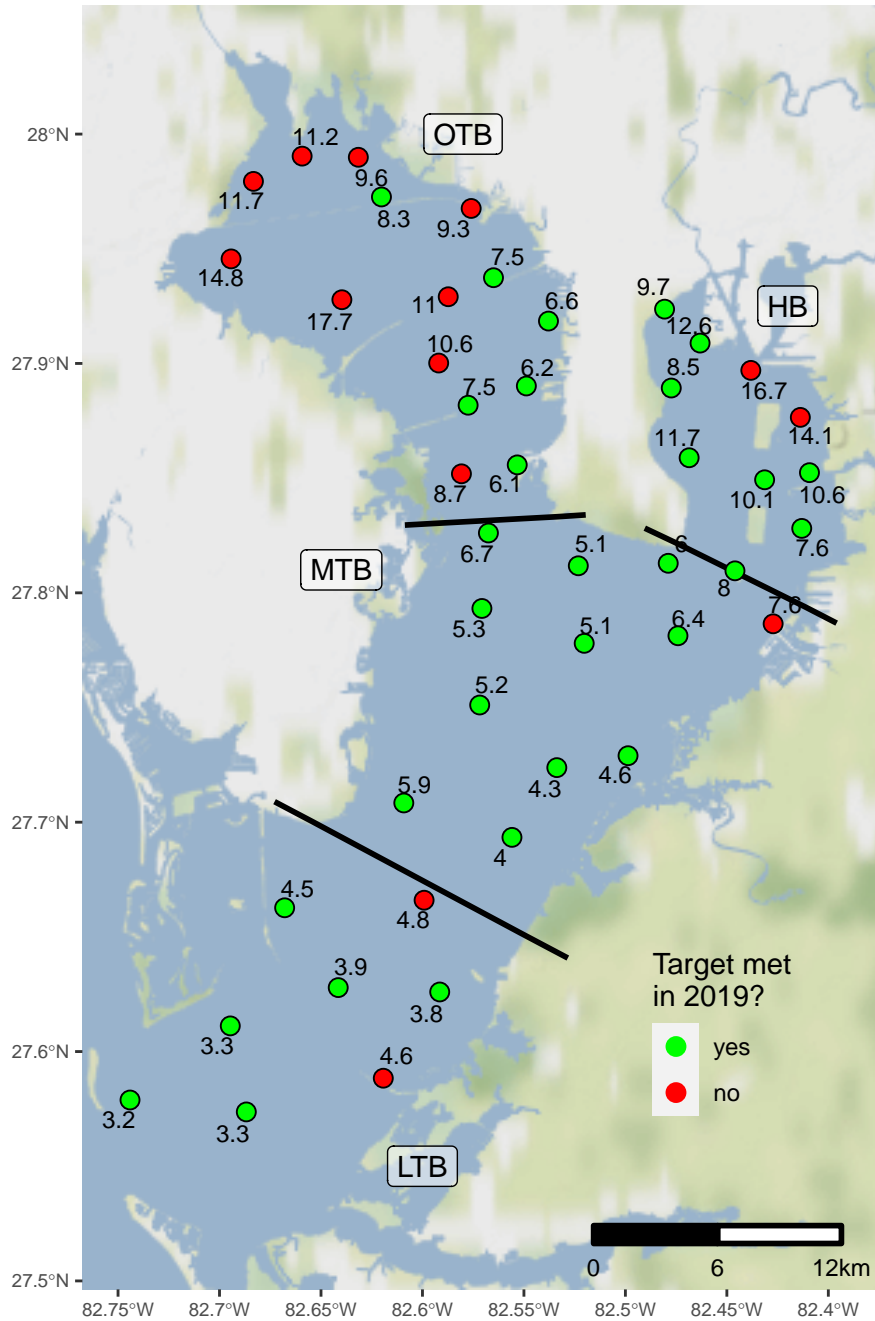 28°N
11.2
OTB
9.6
11.7
8.3
9.3
7.5
14.8
9.7
6.6
HB
17.7
11
12.6
27.9°N
10.6
6.2
8.5
16.7
7.5
11.7
14.1
8.7
6.1
10.1
10.6
6.7
5.1
6
7.6
MTB
27.8°N
8
7.6
5.3
5.1
6.4
5.2
4.3
4.6
5.9
27.7°N
4
4.5
4.8
3.9
3.8
Target met
in 2019?
3.3
yes
27.6°N
4.6
no
3.2
3.3
LTB
0
6
12km
27.5°N
82.75°W
82.7°W
82.65°W
82.6°W
82.55°W
82.5°W
82.45°W
82.4°W